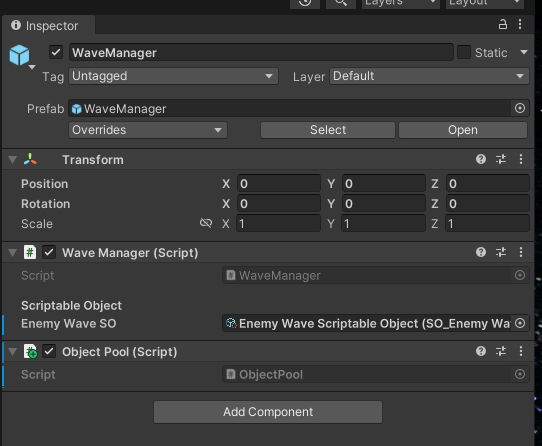 Layers Layout
Inspector
WaveManager Static
Tag Untagged Layer Default
Prefab WaveManager
Overrides Select Open
Transform
Position X 0 Y 0 Z 0
Rotation X 0 Y 0 Z 0
Scale X 1 Y 1 Z 1
Wave Manager (Script)
Script WaveManager
Scriptable Object
Enemy Wave SO Enemy Wave Scriptable Object (SO_Enemy Wa
Object Pool (Script)
Script ObjectPool
Add Component